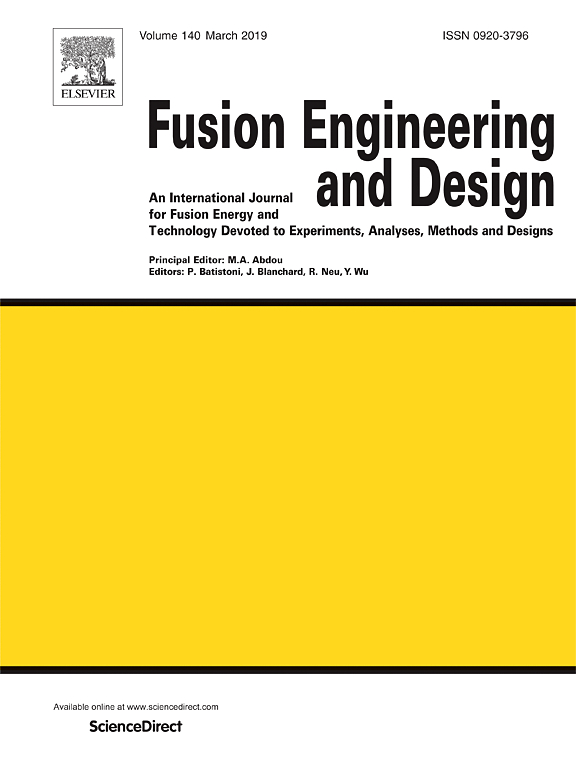 Volume 140 March 2019
ISSN 0920-3796
ELSEVIER
Fusion Engineering
and Design
An International Journal
for Fusion Energy and
Technology Devoted to Experiments, Analyses, Methods and Designs
Principal Editor: M.A. Abdou
Editors: P. Batistoni, J. Blanchard, R. Neu, Y. Wu
Available online at www.sciencedirect.com
ScienceDirect